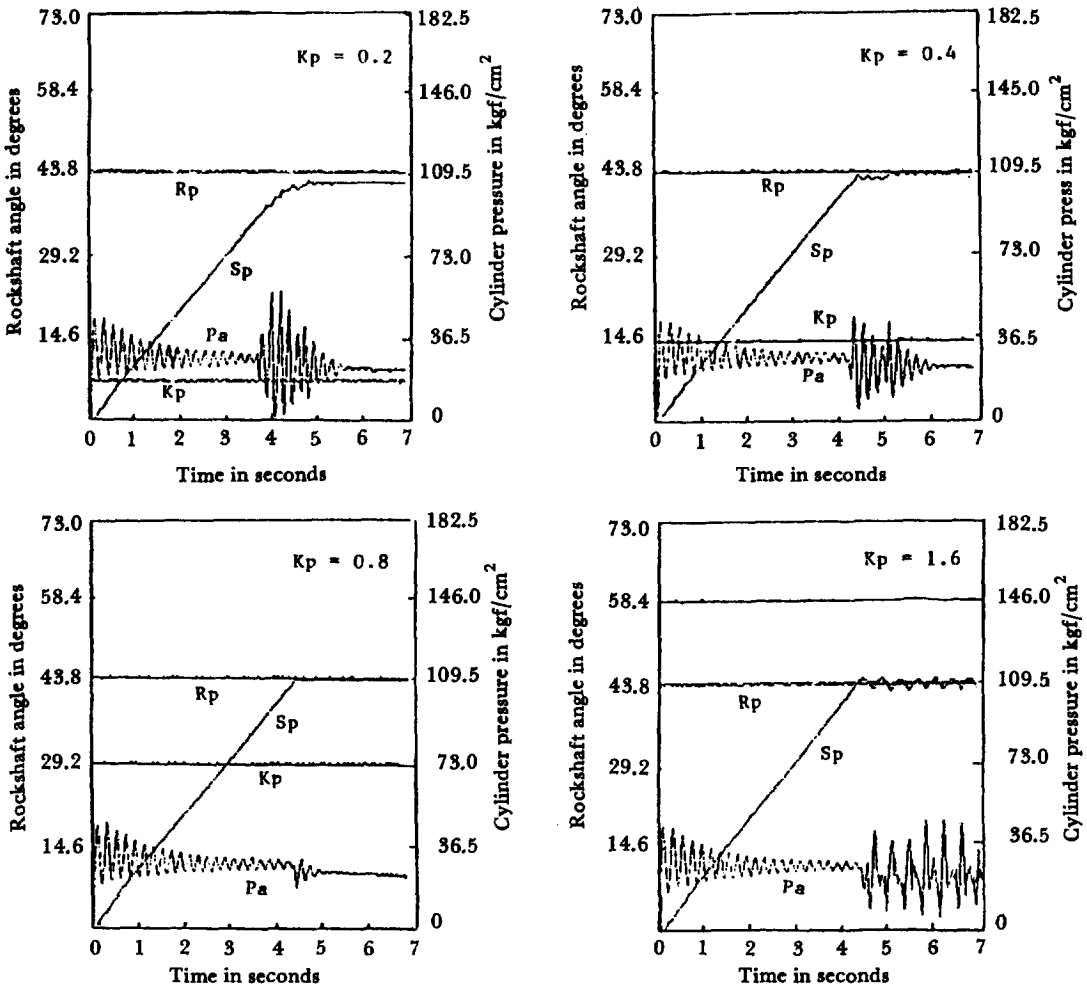 Kp = 0.2
Rockshaft angle in degrees
73.0
58.4
43.8
29.2
14.6
182.5
146.0
109.5
73.0
36.5
0
Cylinder pressure in kgf/cm²
Rp
Sp
Pa
Kp
0 1 2 3 4 5 6 7
Time in seconds
Kp = 0.4
Rockshaft angle in degrees
73.0
58.4
43.8
29.2
14.6
182.5
146.0
109.5
73.0
36.5
0
Cylinder press in kgf/cm²
Rp
Sp
Kp
Pa
0 1 2 3 4 5 6 7
Time in seconds
Kp = 0.8
Rockshaft angle in degrees
73.0
58.4
43.8
29.2
14.6
182.5
146.0
109.5
73.0
36.5
0
Cylinder pressure in kgf/cm²
Rp
Sp
Kp
Pa
0 1 2 3 4 5 6 7
Time in seconds
Kp = 1.6
Rockshaft angle in degrees
73.0
58.4
43.8
29.2
14.6
182.5
146.0
109.5
73.0
36.5
0
Cylinder pressure in kgf/cm²
Rp
Sp
Pa
0 1 2 3 4 5 6 7
Time in seconds